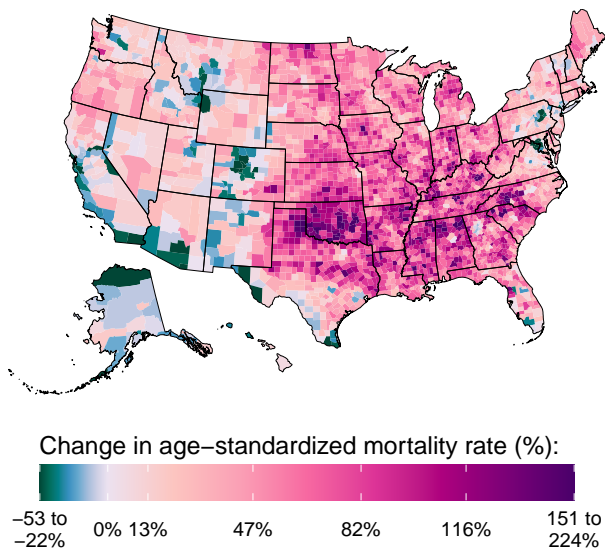 Change in age−standardized mortality rate (%):
−53 to −22% 0% 13% 47% 82% 116% 151 to 224%